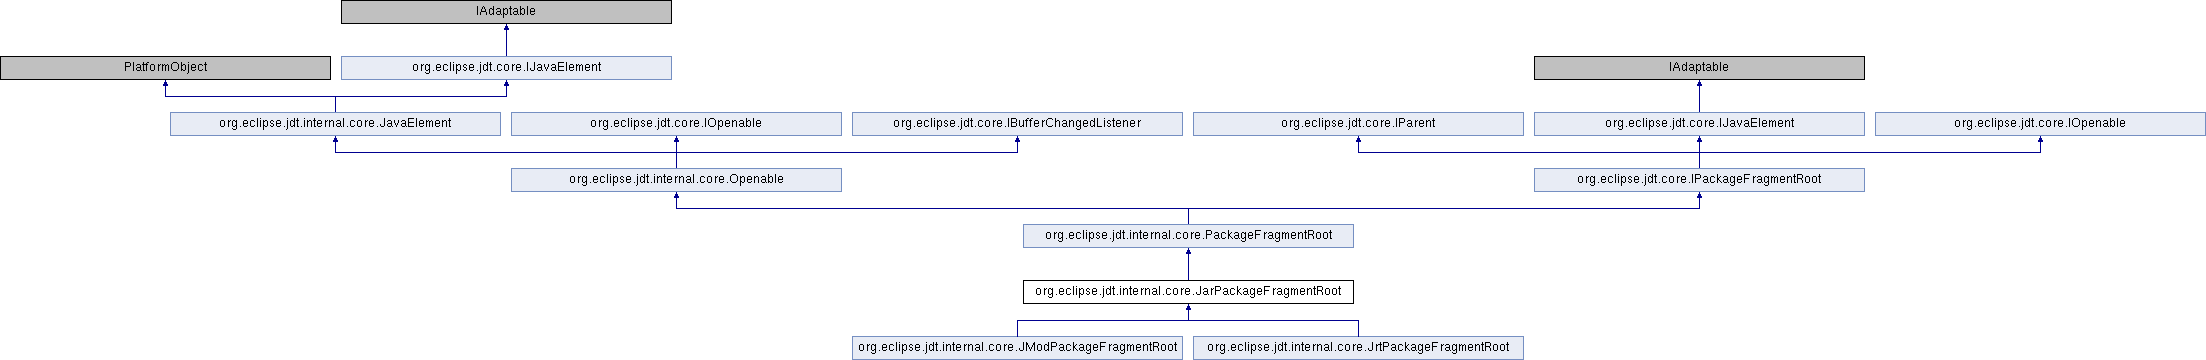 IAdaptable
PlatformObject
org.eclipse.jdt.core.IJavaElement
IAdaptable
org.eclipse.jdt.internal.core.JavaElement
org.eclipse.jdt.core.IOpenable
org.eclipse.jdt.core.IBufferChangedListener
org.eclipse.jdt.core.IParent
org.eclipse.jdt.core.IJavaElement
org.eclipse.jdt.core.IOpenable
org.eclipse.jdt.internal.core.Openable
org.eclipse.jdt.core.IPackageFragmentRoot
org.eclipse.jdt.internal.core.PackageFragmentRoot
org.eclipse.jdt.internal.core.JarPackageFragmentRoot
org.eclipse.jdt.internal.core.JModPackageFragmentRoot
org.eclipse.jdt.internal.core.JrtPackageFragmentRoot